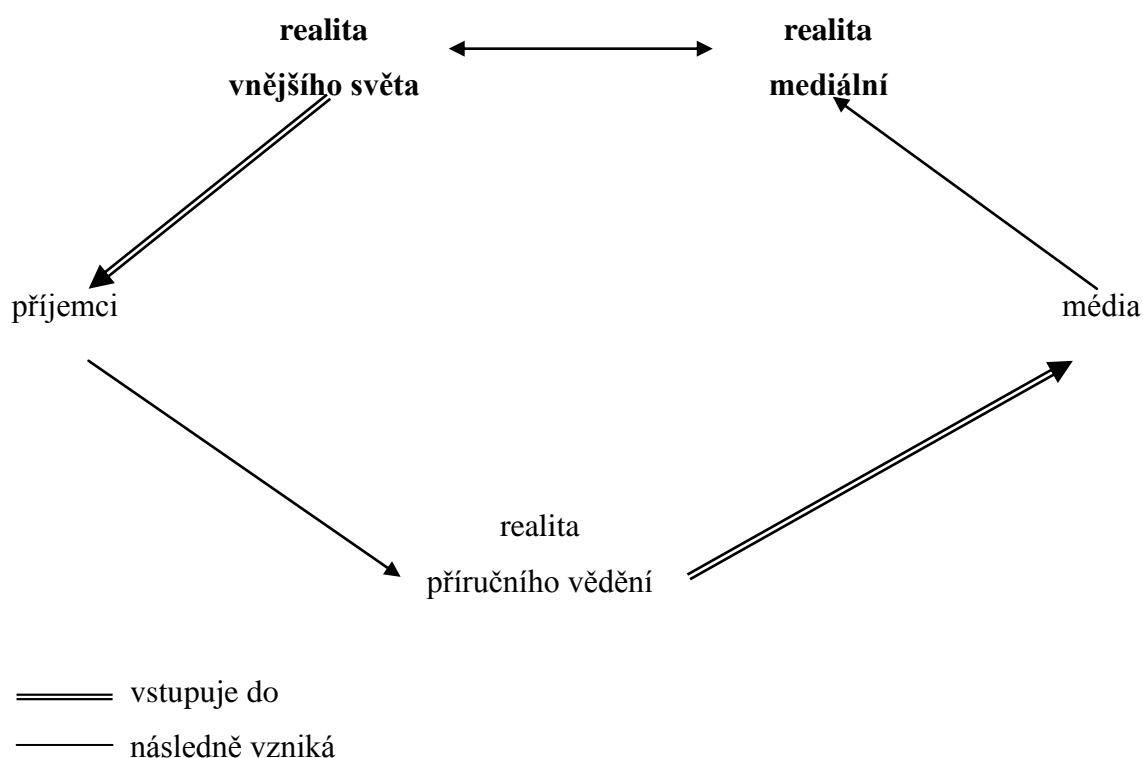 realita
vnějšího světa
realita
mediální
příjemci
média
realita
příručního vědění
vstupuje do
následně vzniká